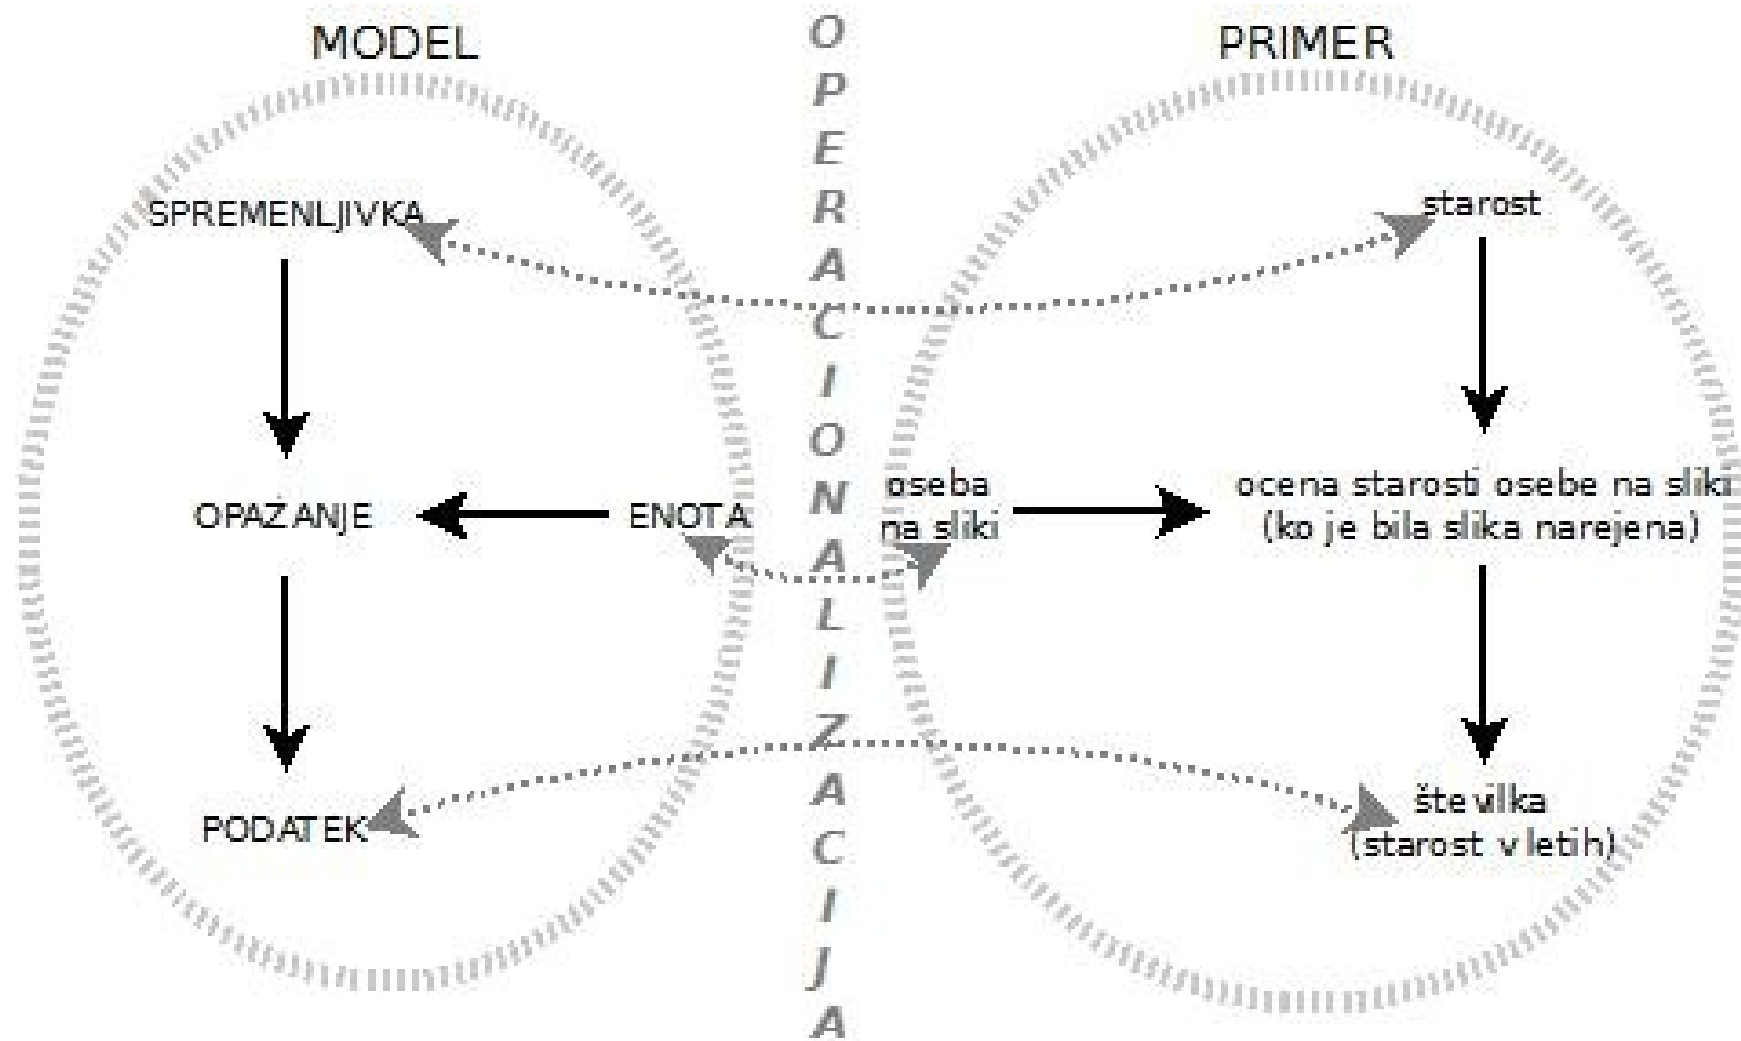 MODEL
SPREMENLJIVKA
OPAŽANJE
ENOTA
PODATEK
OPERACIONALIZACIJA
PRIMER
starost
oseba
na sliki
ocena starosti osebe na sliki
(ko je bila slika narejena)
številka
(starost v letih)